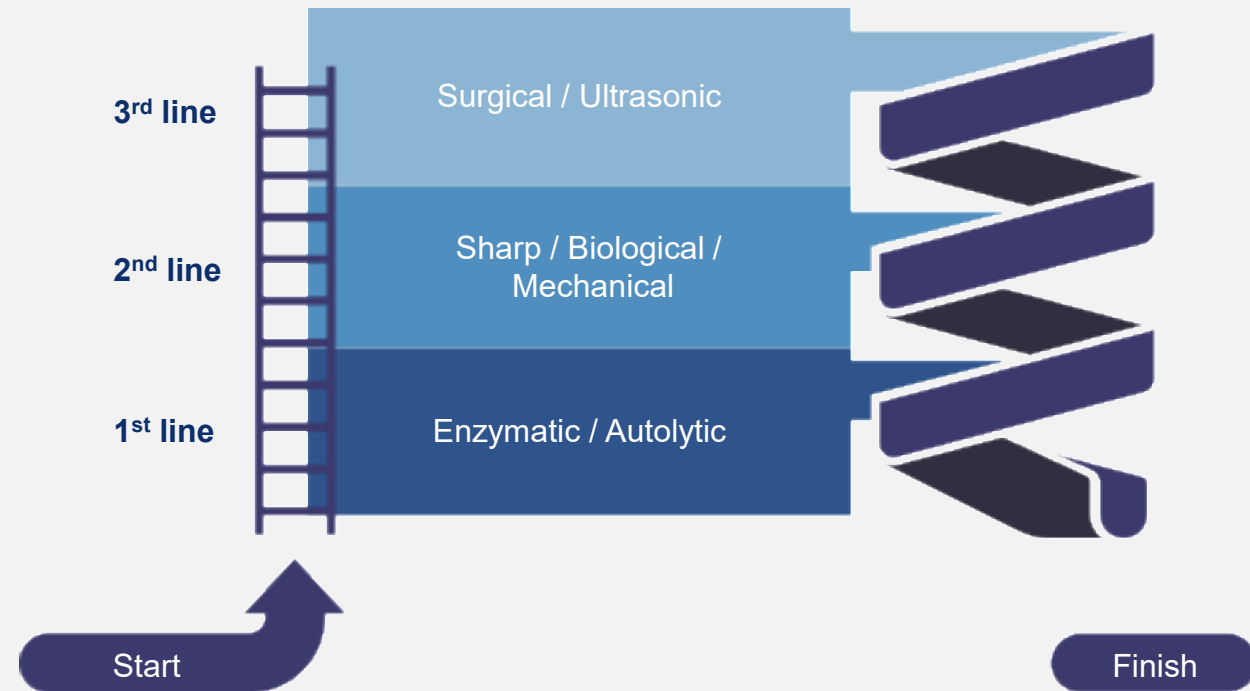 3rd line
Surgical / Ultrasonic
2nd line
Sharp / Biological /
Mechanical
1st line
Enzymatic / Autolytic
Start
Finish